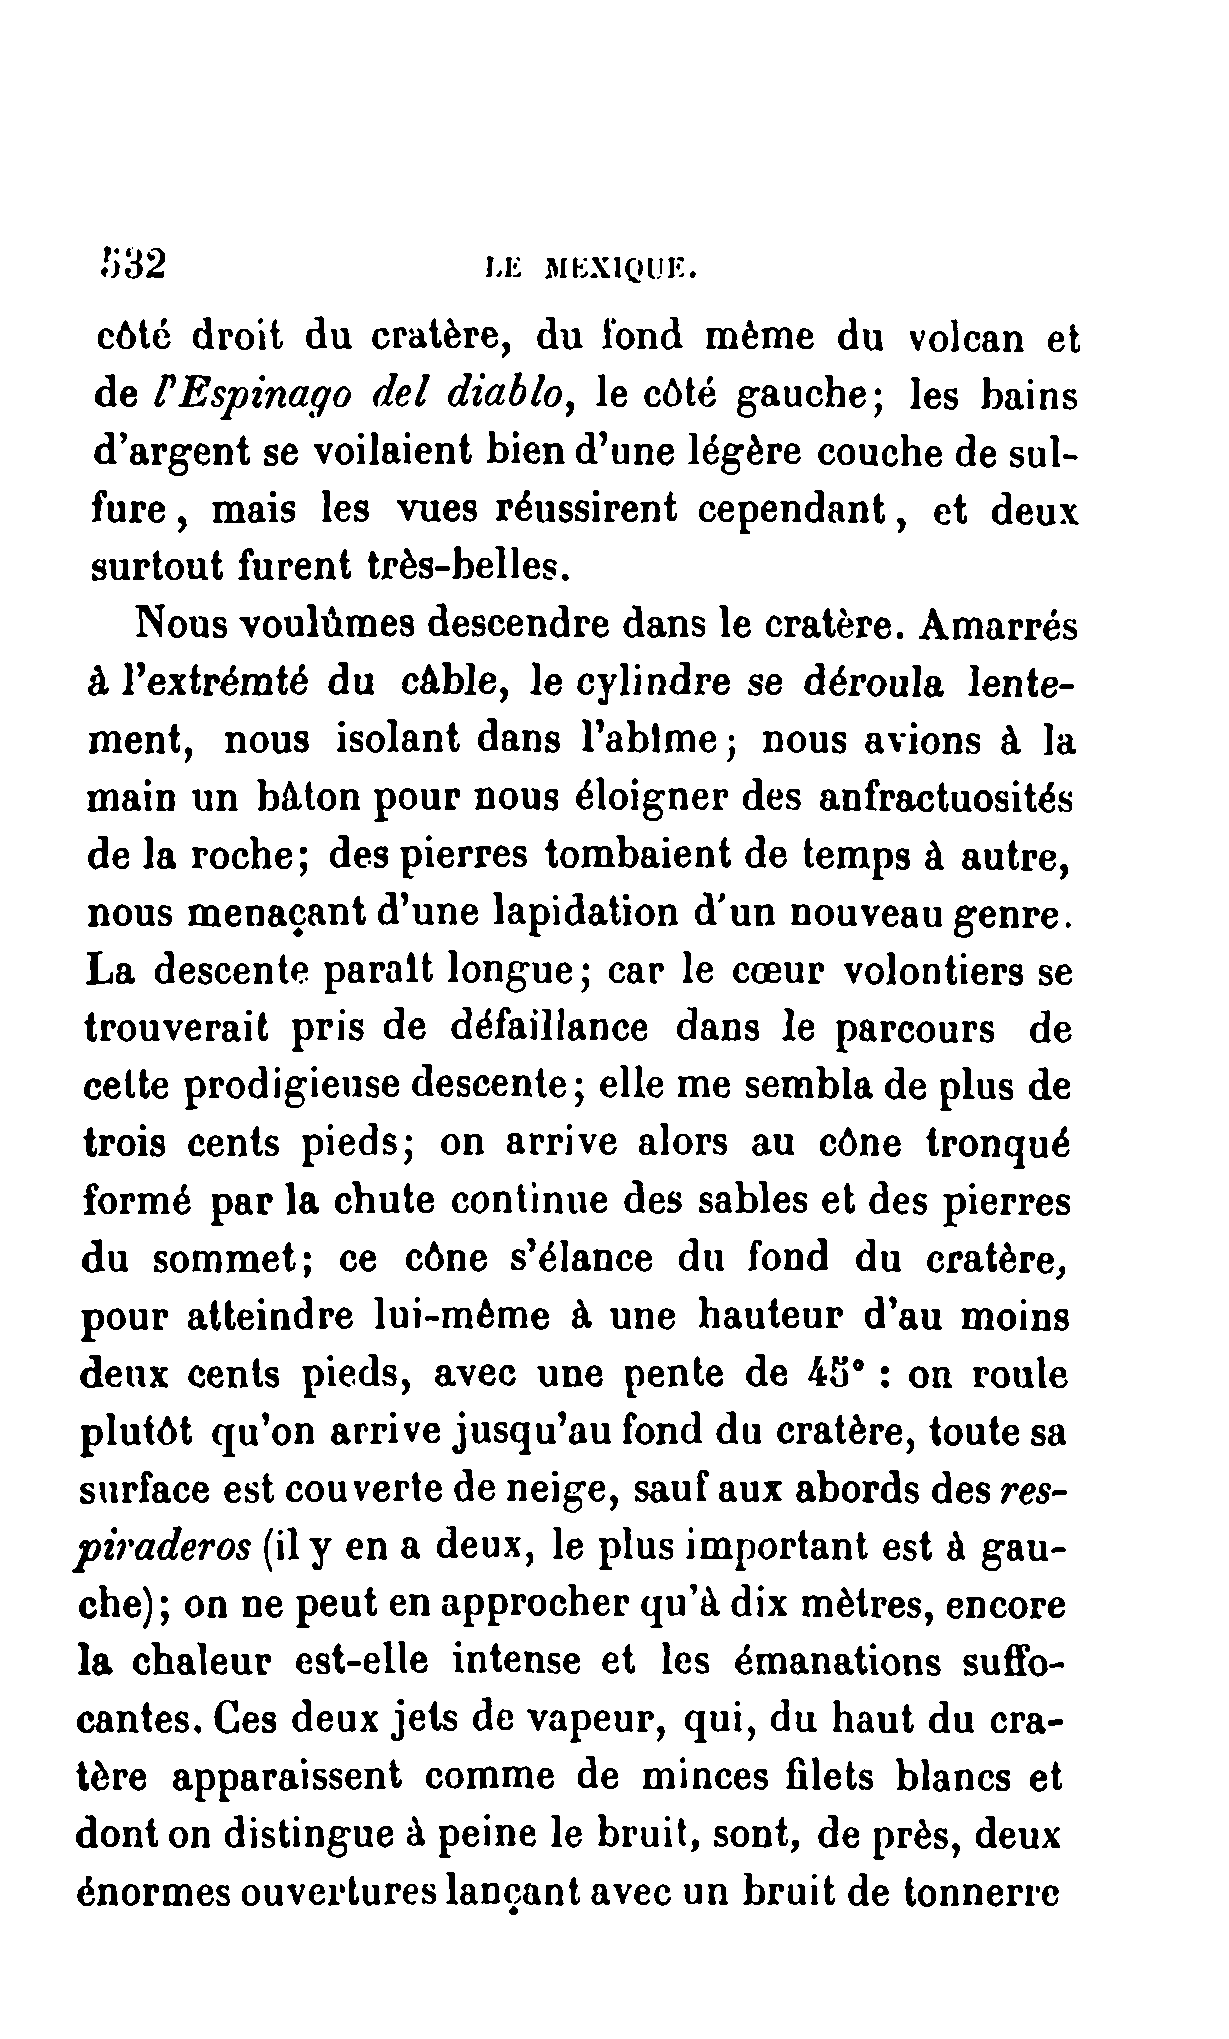 532 LE MEXIQUE.
côté droit du cratère, du fond même du volcan et
de l'Espinago del diablo, le côté gauche; les bains
d'argent se voilaient bien d'une légère couche de sul-
fure, mais les vues réussirent cependant, et deux
surtout furent très-belles.
Nous voulûmes descendre dans le cratère. Amarrés
à l'extrémté du câble, le cylindre se déroula lente-
ment, nous isolant dans l'abîme; nous avions à la
main un bâton pour nous éloigner des anfractuosités
de la roche; des pierres tombaient de temps à autre,
nous menaçant d'une lapidation d'un nouveau genre.
La descente paraît longue; car le cœur volontiers se
trouverait pris de défaillance dans le parcours de
cette prodigieuse descente; elle me sembla de plus de
trois cents pieds; on arrive alors au cône tronqué
formé par la chute continue des sables et des pierres
du sommet; ce cône s'élance du fond du cratère,
pour atteindre lui-même à une hauteur d'au moins
deux cents pieds, avec une pente de 45° : on roule
plutôt qu'on arrive jusqu'au fond du cratère, toute sa
surface est couverte de neige, sauf aux abords des res-
piraderos (il y en a deux, le plus important est à gau-
che); on ne peut en approcher qu'à dix mètres, encore
la chaleur est-elle intense et les émanations suffo-
cantes. Ces deux jets de vapeur, qui, du haut du cra-
tère apparaissent comme de minces filets blancs et
dont on distingue à peine le bruit, sont, de près, deux
énormes ouvertures lançant avec un bruit de tonnerre